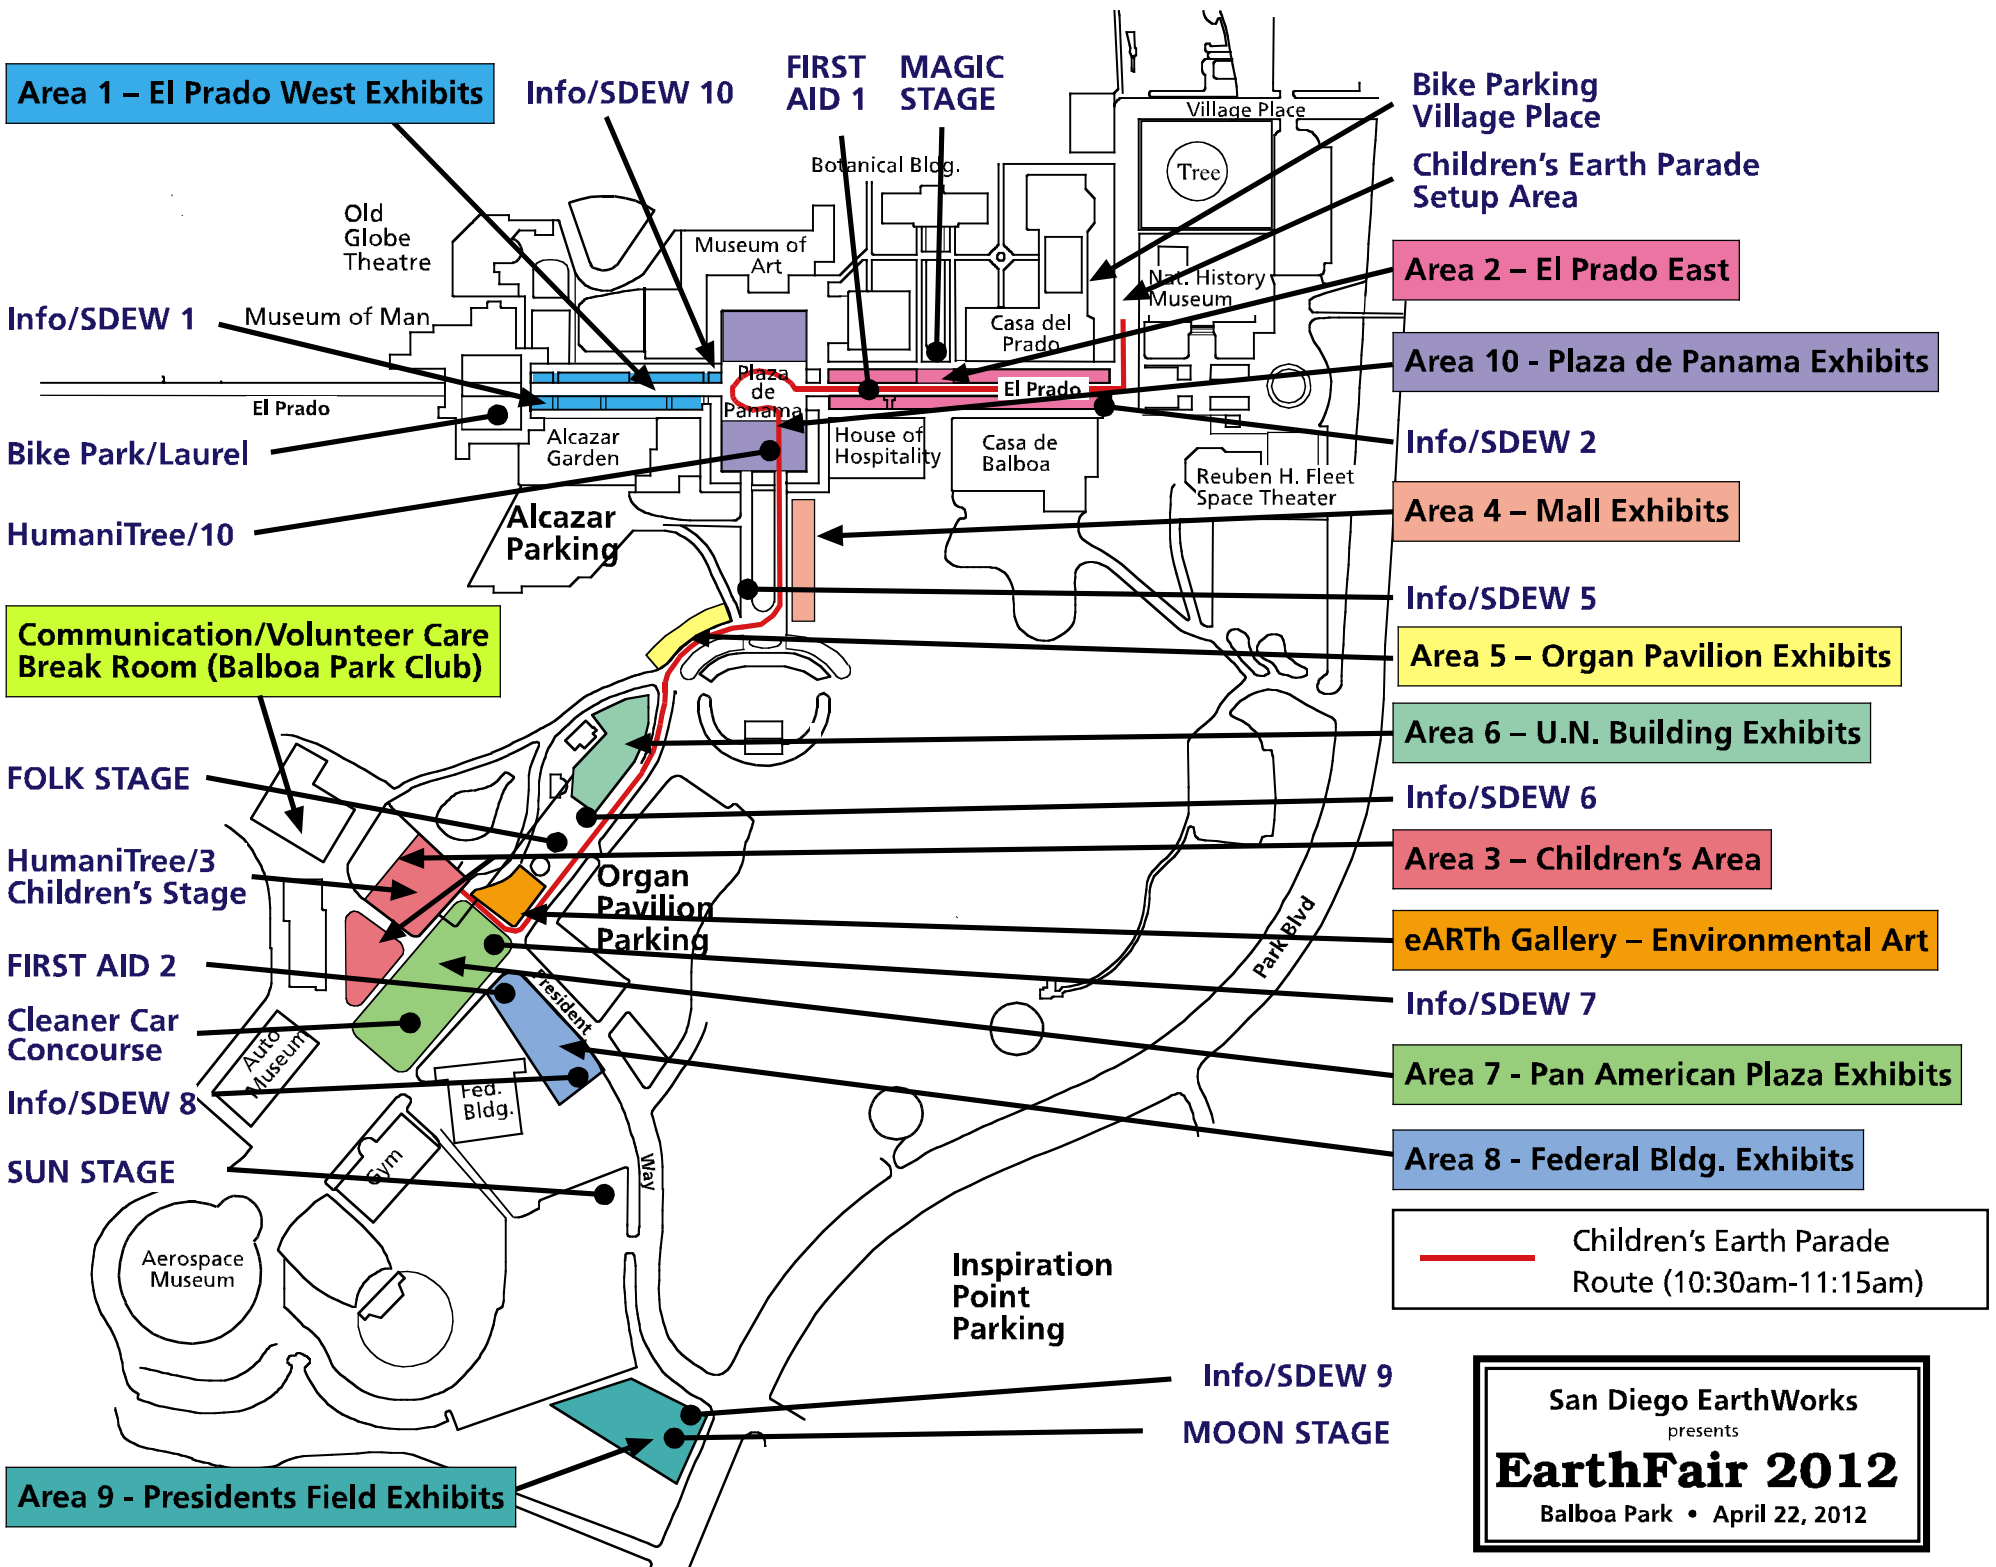 Area 1 – El Prado West Exhibits
Info/SDEW 10
FIRST
AID 1
MAGIC
STAGE
Bike Parking
Village Place
Village Place
Children's Earth Parade
Setup Area
Botanical Bldg.
Tree
Old
Globe
Theatre
Museum of
Art
Nat. History
Museum
Area 2 – El Prado East
Info/SDEW 1
Museum of Man
Casa del
Prado
Area 10 - Plaza de Panama Exhibits
Plaza
de
Panama
El Prado
El Prado
Bike Park/Laurel
Alcazar
Garden
House of
Hospitality
Casa de
Balboa
Info/SDEW 2
Reuben H. Fleet
Space Theater
HumaniTree/10
Alcazar
Parking
Area 4 – Mall Exhibits
Info/SDEW 5
Communication/Volunteer Care
Break Room (Balboa Park Club)
Area 5 – Organ Pavilion Exhibits
Area 6 – U.N. Building Exhibits
FOLK STAGE
Info/SDEW 6
HumaniTree/3
Children's Stage
Organ
Pavilion
Parking
Area 3 – Children's Area
eARTh Gallery – Environmental Art
Park Blvd
FIRST AID 2
President
Way
Info/SDEW 7
Cleaner Car
Concourse
Auto
Museum
Area 7 - Pan American Plaza Exhibits
Info/SDEW 8
Fed.
Bldg.
Area 8 - Federal Bldg. Exhibits
SUN STAGE
Gym
Aerospace
Museum
Inspiration
Point
Parking
Children's Earth Parade
Route (10:30am-11:15am)
Info/SDEW 9
MOON STAGE
Area 9 - Presidents Field Exhibits
San Diego EarthWorks
presents
EarthFair 2012
Balboa Park • April 22, 2012